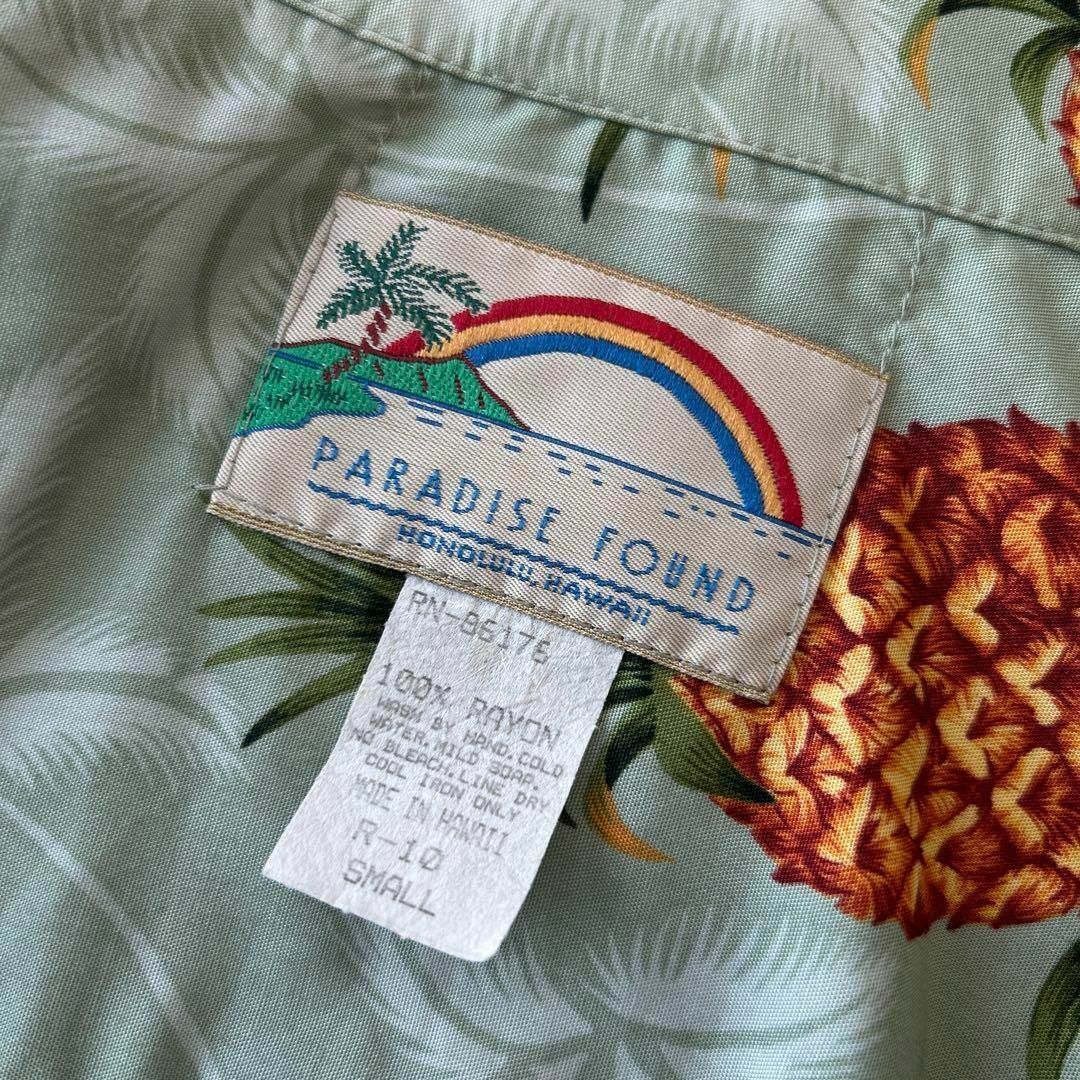 PARADISE FOUND
HONOLULU, HAWAII
RN-86176
100% RAYON
WASH BY HAND, COLD
WATER, MILD SOAP,
NO BLEACH, LINE DRY
COOL IRON ONLY
MADE IN HAWAII
R-10
SMALL